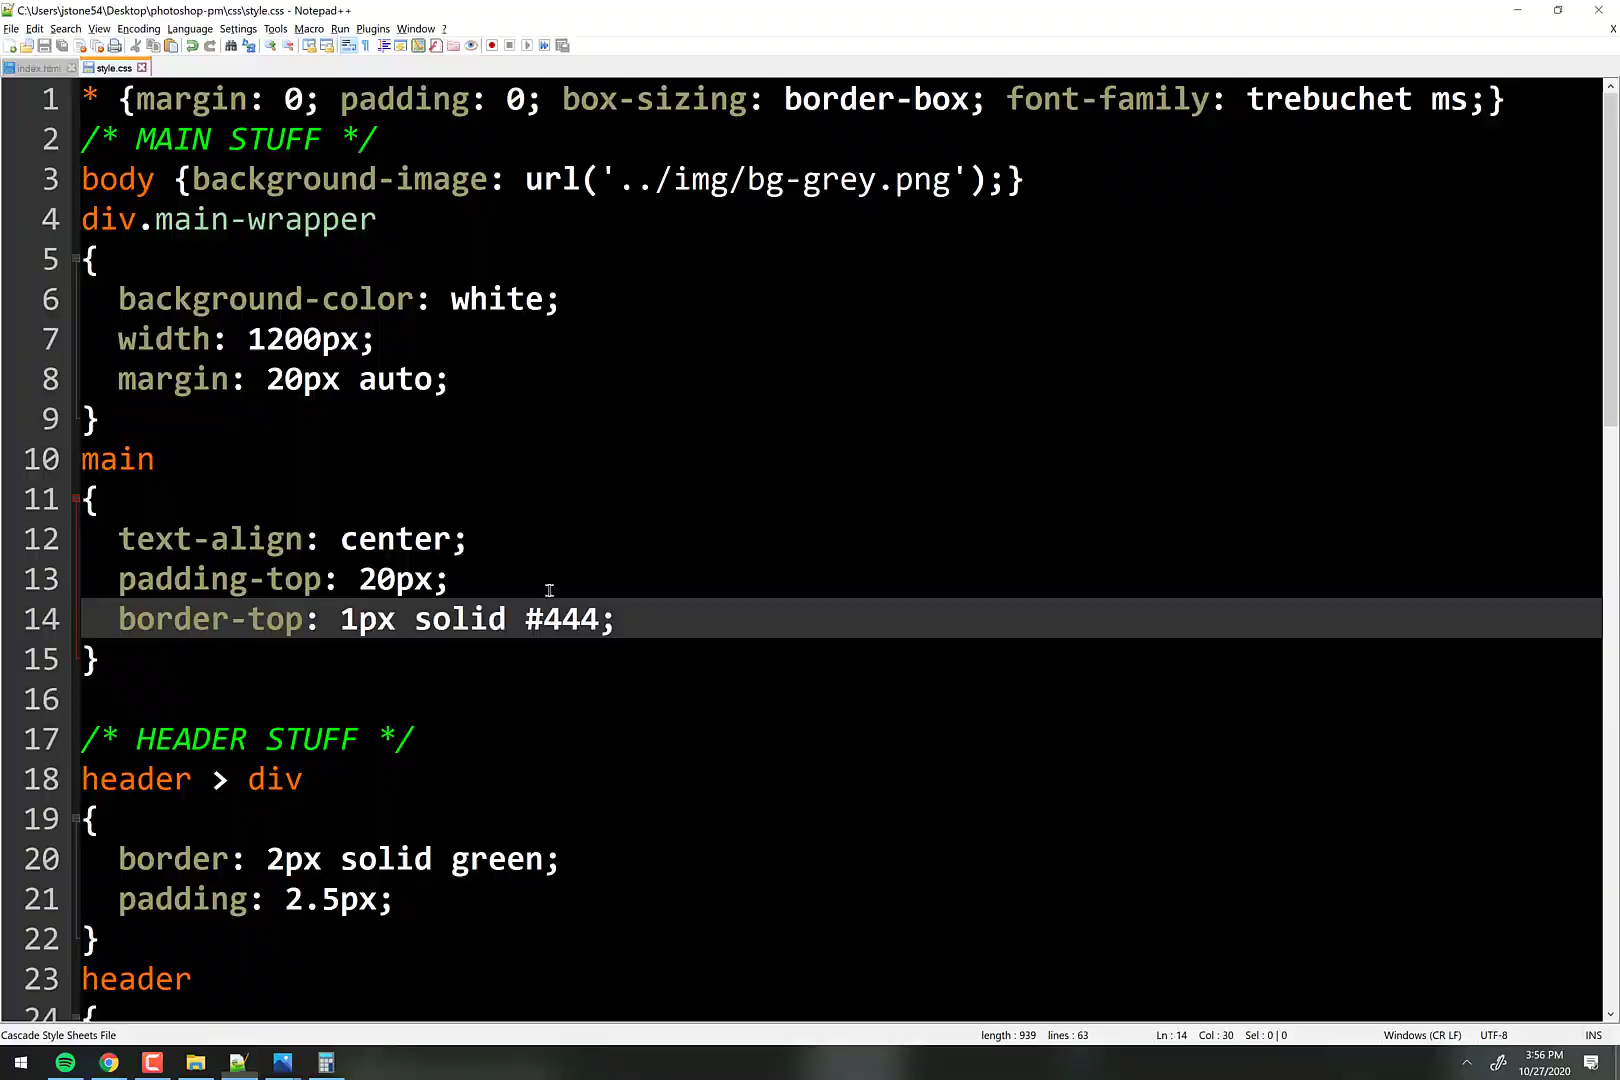 C:\Users\jstone54\Desktop\photoshop-pm\css\style.css - Notepad++
File Edit Search View Encoding Language Settings Tools Macro Run Plugins Window ? X
index.html style.css
1 * {margin: 0; padding: 0; box-sizing: border-box; font-family: trebuchet ms;}
2 /* MAIN STUFF */
3 body {background-image: url('../img/bg-grey.png');}
4 div.main-wrapper
5 {
6 background-color: white;
7 width: 1200px;
8 margin: 20px auto;
9 }
10 main
11 {
12 text-align: center;
13 padding-top: 20px;
14 border-top: 1px solid #444;
15 }
16
17 /* HEADER STUFF */
18 header > div
19 {
20 border: 2px solid green;
21 padding: 2.5px;
22 }
23 header
24 {
Cascade Style Sheets File length : 939 lines : 63 Ln : 14 Col : 30 Sel : 0 | 0 Windows (CR LF) UTF-8 INS
3:56 PM
10/27/2020